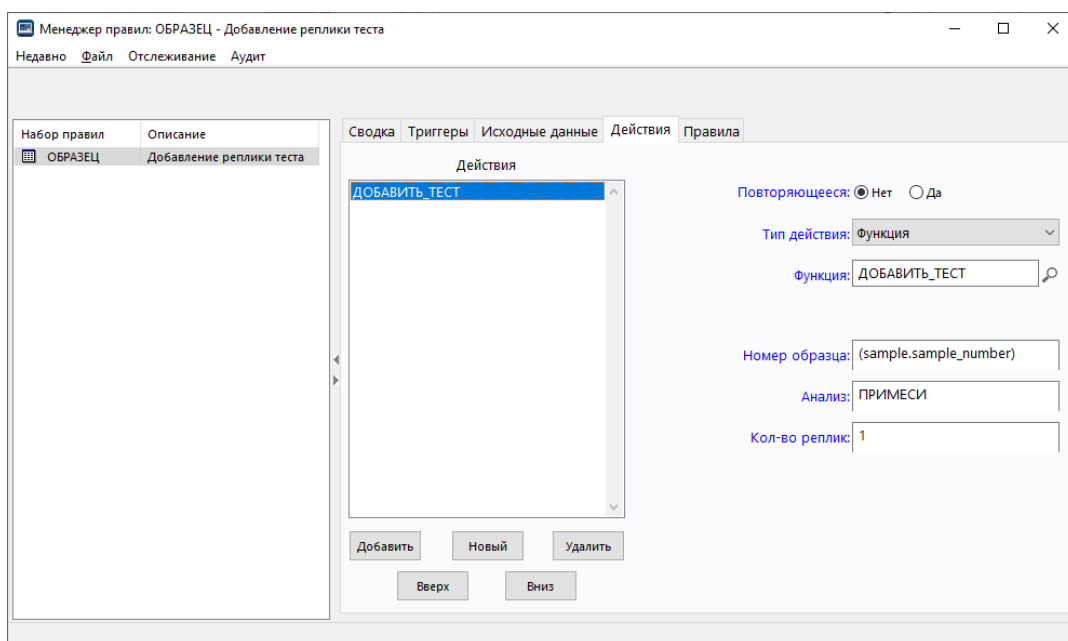 Менеджер правил: ОБРАЗЕЦ - Добавление реплики теста
Недавно Файл Отслеживание Аудит
Набор правил Описание
ОБРАЗЕЦ Добавление реплики теста
Сводка Триггеры Исходные данные Действия Правила
Действия
ДОБАВИТЬ_ТЕСТ
Повторяющееся: Нет Да
Тип действия: Функция
Функция: ДОБАВИТЬ_ТЕСТ
Номер образца: (sample.sample_number)
Анализ: ПРИМЕСИ
Кол-во реплик: 1
Добавить Новый Удалить
Вверх Вниз